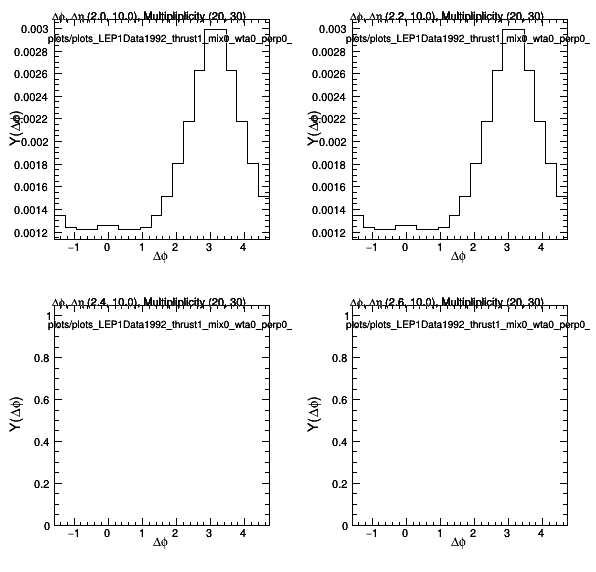 Δϕ, Δη (2.0, 10.0), Multipliplicity (20, 30)
plots/plots_LEP1Data1992_thrust1_mix0_wta0_perp0_
Y(Δϕ)
0.003
0.0028
0.0026
0.0024
0.0022
0.002
0.0018
0.0016
0.0014
0.0012
−1 0 1 2 3 4
Δϕ
Δϕ, Δη (2.2, 10.0), Multipliplicity (20, 30)
plots/plots_LEP1Data1992_thrust1_mix0_wta0_perp0_
Y(Δϕ)
0.003
0.0028
0.0026
0.0024
0.0022
0.002
0.0018
0.0016
0.0014
0.0012
−1 0 1 2 3 4
Δϕ
Δϕ, Δη (2.4, 10.0), Multipliplicity (20, 30)
plots/plots_LEP1Data1992_thrust1_mix0_wta0_perp0_
Y(Δϕ)
1
0.8
0.6
0.4
0.2
0
−1 0 1 2 3 4
Δϕ
Δϕ, Δη (2.6, 10.0), Multipliplicity (20, 30)
plots/plots_LEP1Data1992_thrust1_mix0_wta0_perp0_
Y(Δϕ)
1
0.8
0.6
0.4
0.2
0
−1 0 1 2 3 4
Δϕ